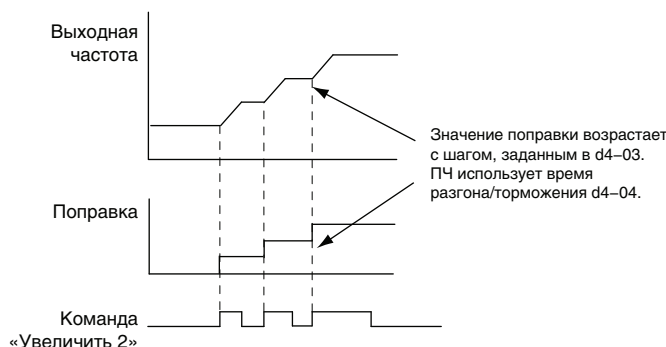 Выходная
частота
Значение поправки возрастает
с шагом, заданным в d4–03.
ПЧ использует время
разгона/торможения d4–04.
Поправка
Команда
«Увеличить 2»